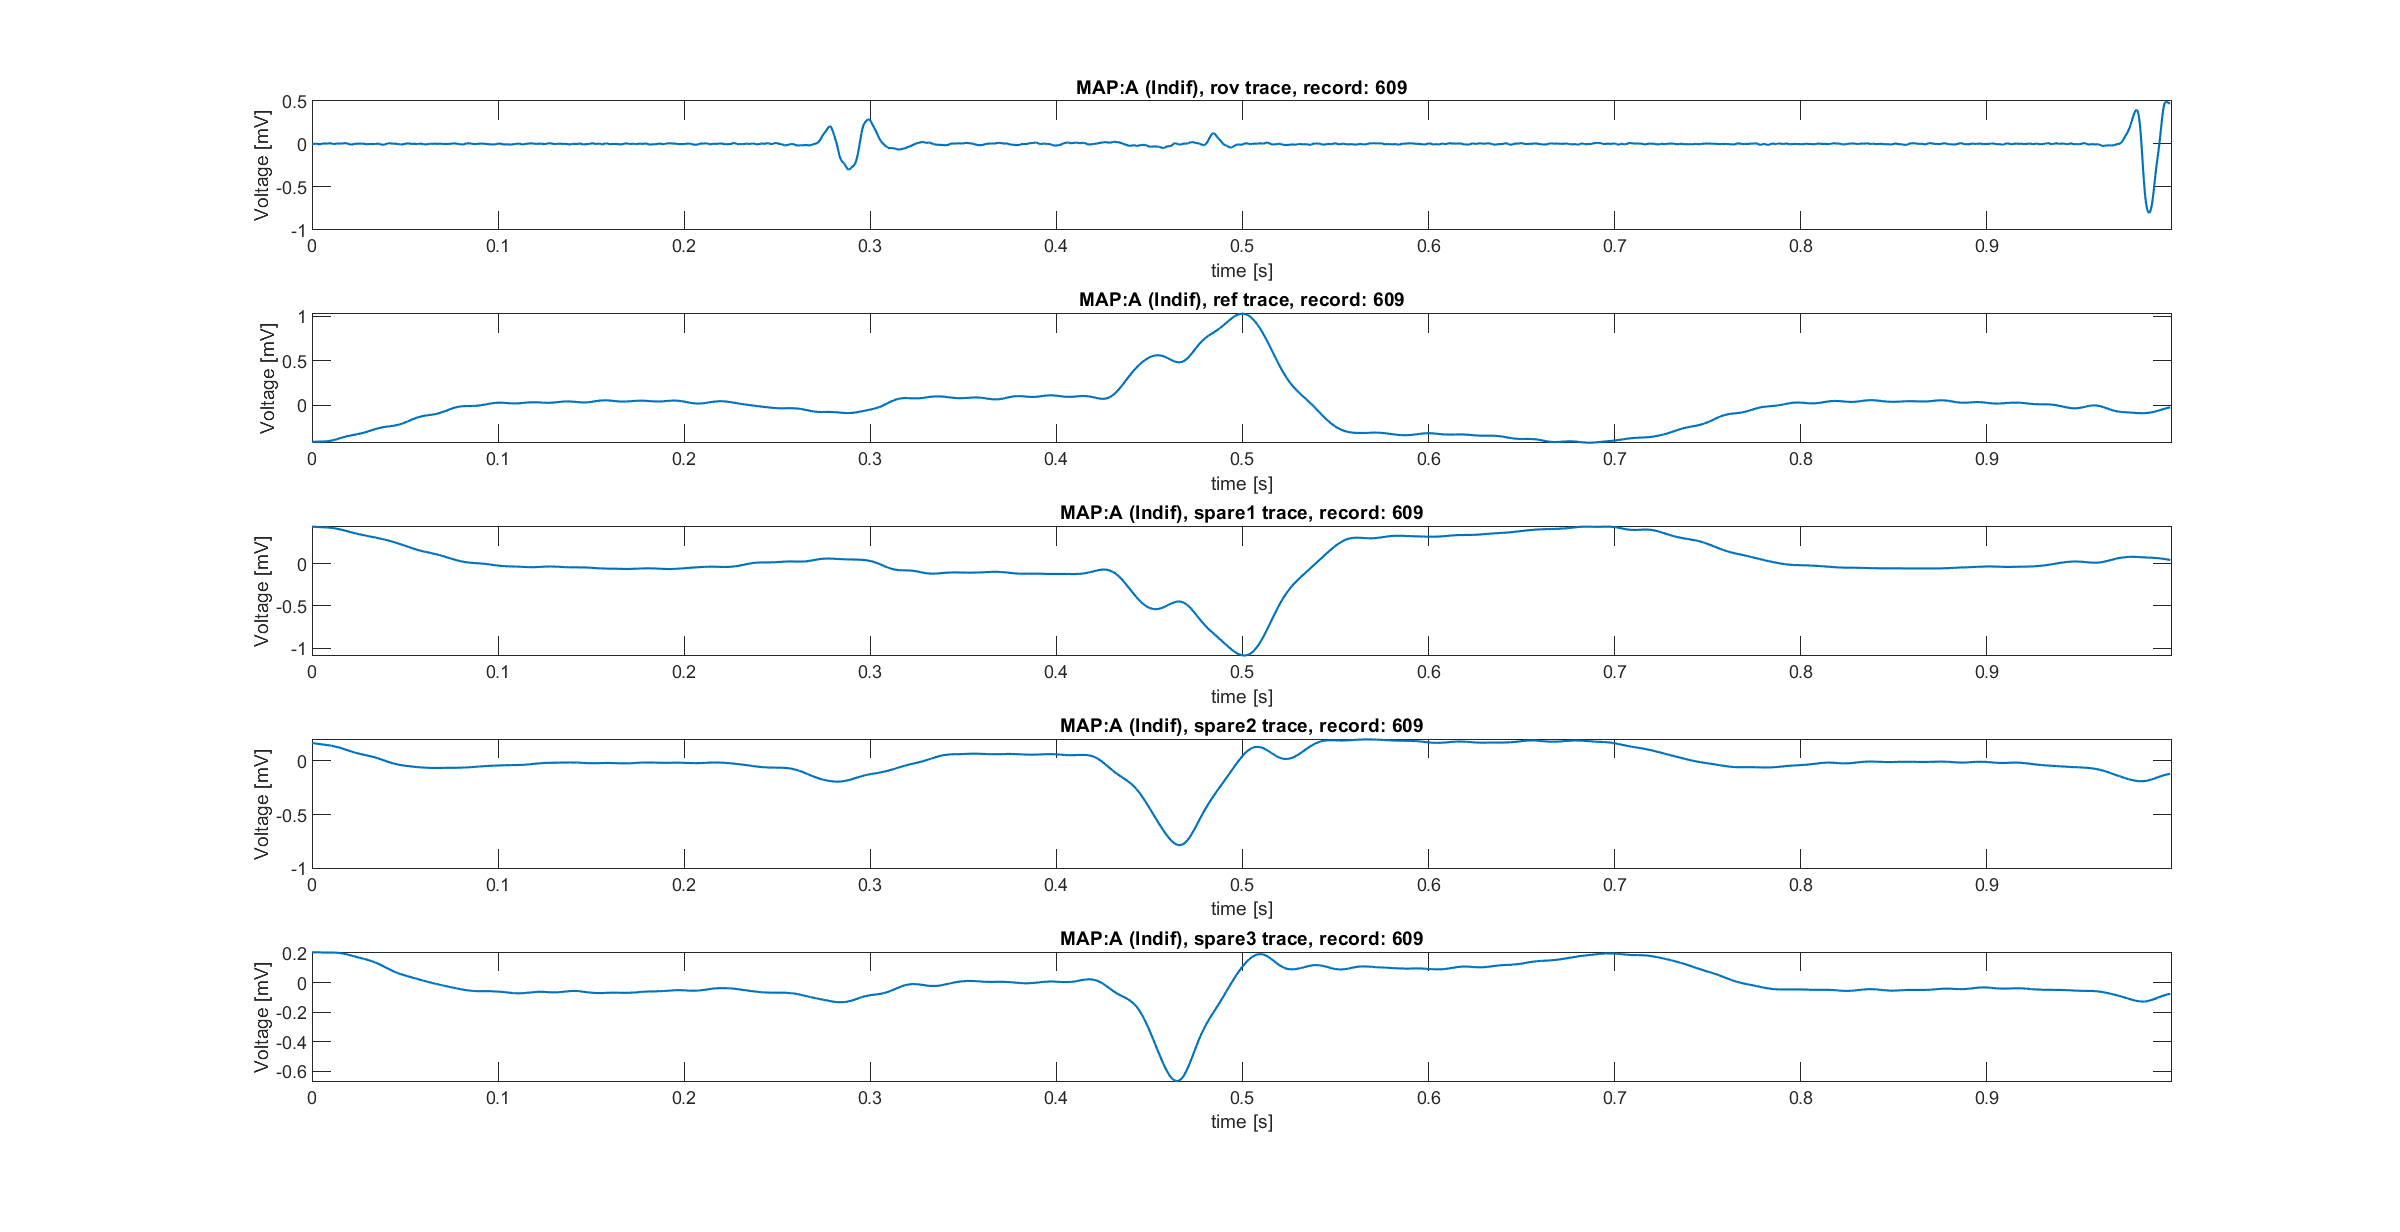 MAP:A (Indif), rov trace, record: 609
Voltage [mV]
0.5
0
-0.5
-1
0 0.1 0.2 0.3 0.4 0.5 0.6 0.7 0.8 0.9
time [s]
MAP:A (Indif), ref trace, record: 609
Voltage [mV]
1
0.5
0
0 0.1 0.2 0.3 0.4 0.5 0.6 0.7 0.8 0.9
time [s]
MAP:A (Indif), spare1 trace, record: 609
Voltage [mV]
0
-0.5
-1
0 0.1 0.2 0.3 0.4 0.5 0.6 0.7 0.8 0.9
time [s]
MAP:A (Indif), spare2 trace, record: 609
Voltage [mV]
0
-0.5
-1
0 0.1 0.2 0.3 0.4 0.5 0.6 0.7 0.8 0.9
time [s]
MAP:A (Indif), spare3 trace, record: 609
Voltage [mV]
0.2
0
-0.2
-0.4
-0.6
0 0.1 0.2 0.3 0.4 0.5 0.6 0.7 0.8 0.9
time [s]